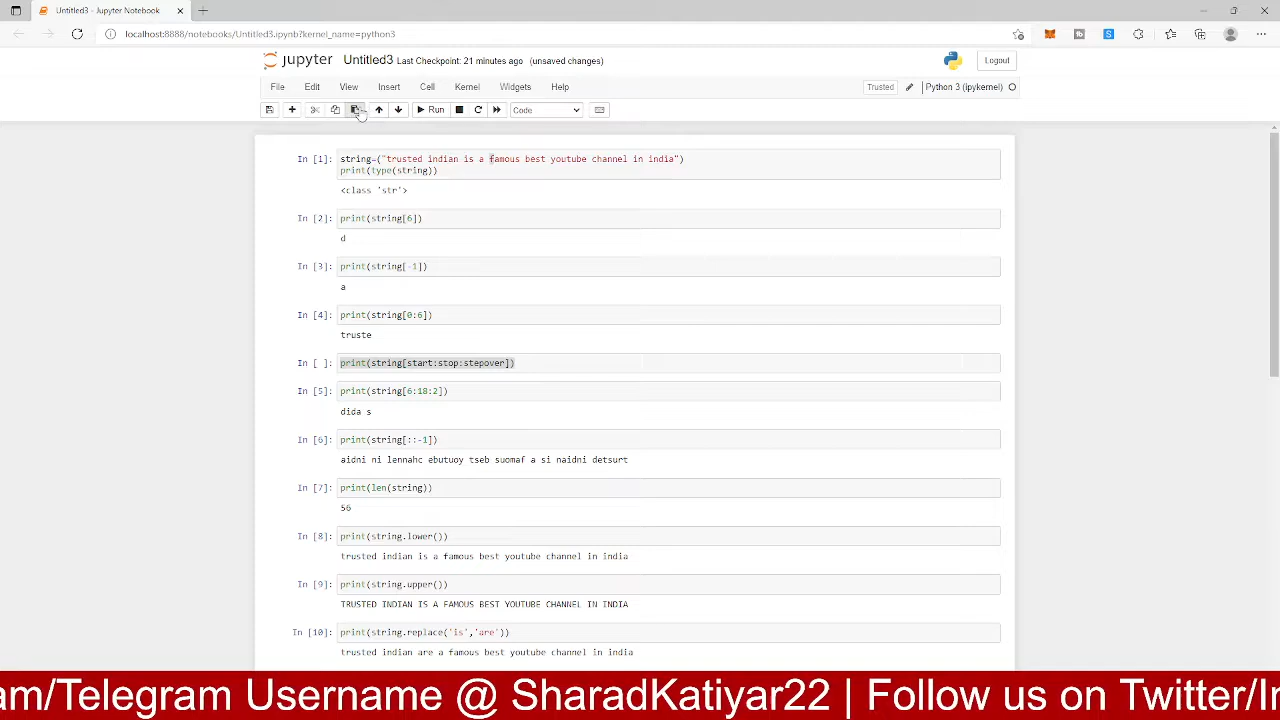 Untitled3 - Jupyter Notebook
localhost:8888/notebooks/Untitled3.ipynb?kernel_name=python3
jupyter Untitled3 Last Checkpoint: 21 minutes ago (unsaved changes)
Logout
File Edit View Insert Cell Kernel Widgets Help
Trusted Python 3 (ipykernel)
Run Code
In [1]: string=("trusted indian is a famous best youtube channel in india")
print(type(string))
<class 'str'>
In [2]: print(string[6])
d
In [3]: print(string[-1])
a
In [4]: print(string[0:6])
truste
In [ ]: print(string[start:stop:stepover])
In [5]: print(string[6:18:2])
dida s
In [6]: print(string[::-1])
aidni ni lennahc ebutuoy tseb suomaf a si naidni detsurt
In [7]: print(len(string))
56
In [8]: print(string.lower())
trusted indian is a famous best youtube channel in india
In [9]: print(string.upper())
TRUSTED INDIAN IS A FAMOUS BEST YOUTUBE CHANNEL IN INDIA
In [10]: print(string.replace('is','are'))
trusted indian are a famous best youtube channel in india
am/Telegram Username @ SharadKatiyar22 | Follow us on Twitter/In